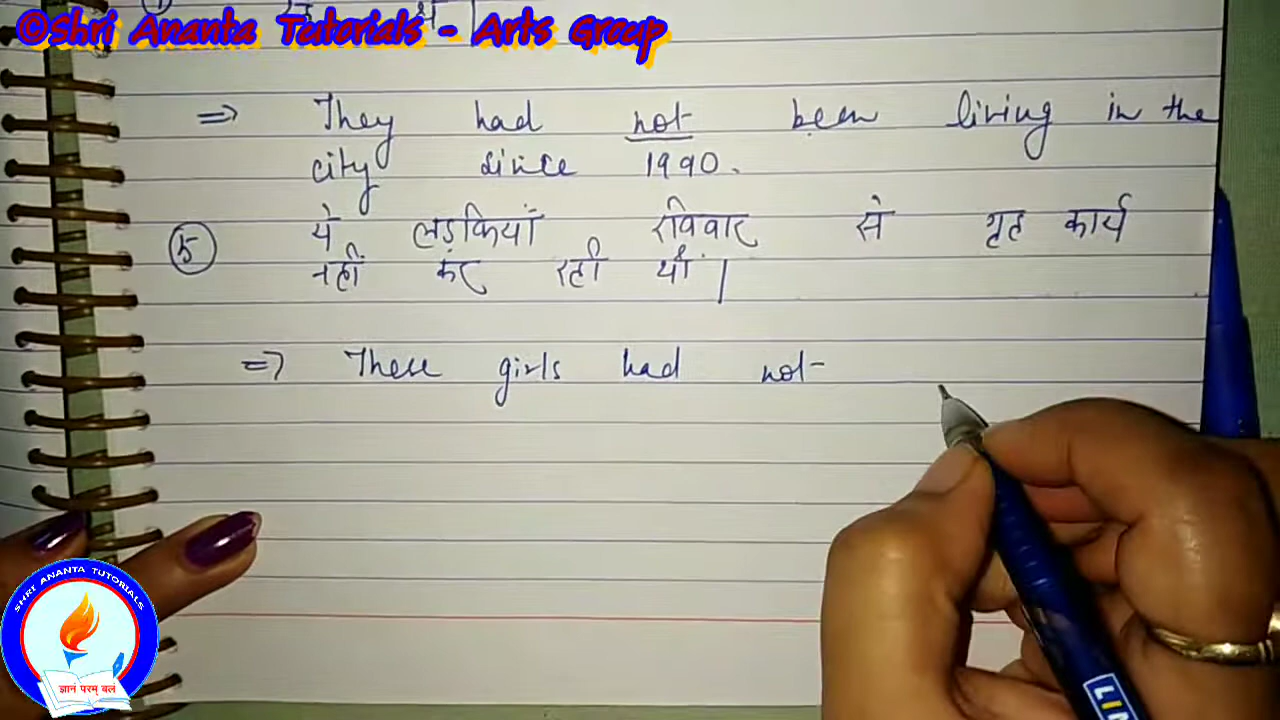 ©Shri Ananta Tutorials - Arts Group
⇒ They had not been living in the
city since 1990.
5 ये लड़कियाँ रविवार से गृह कार्य
नहीं कर रही थीं।
⇒ These girls had not
SHRI ANANTA TUTORIALS
ज्ञानं परमं बलं